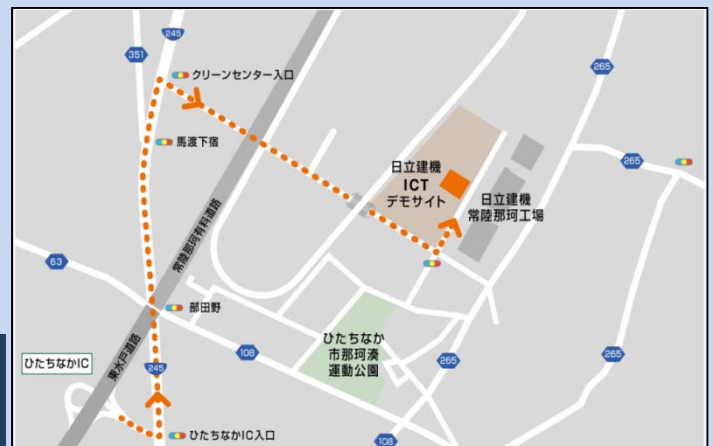 245
351
クリーンセンター入口
265
馬渡下宿
265
日立建機
ICT
デモサイト
日立建機
常陸那珂工場
常陸那珂有料道路
63
部田野
ひたちなか
市那珂湊
運動公園
108
265
265
ひたちなかIC
東水戸道路
245
ひたちなかIC入口
108